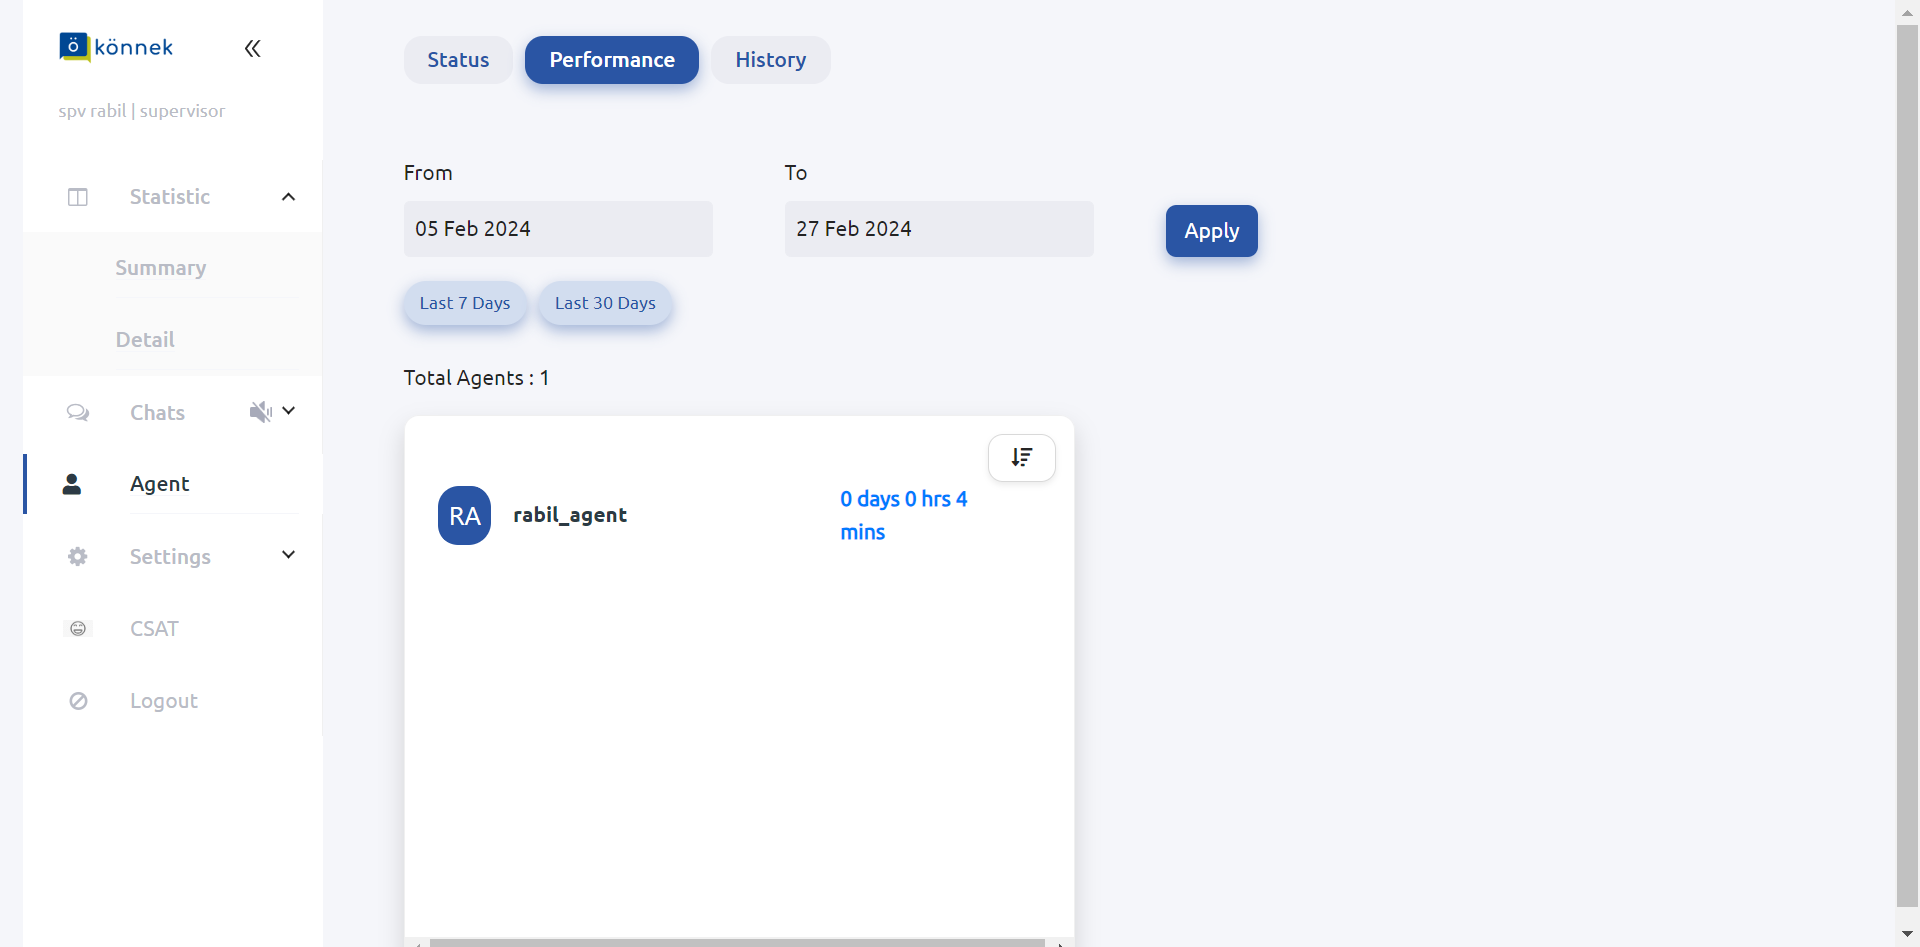 ö könnek
spv rabil | supervisor
Statistic
Summary
Detail
Chats
Agent
Settings
CSAT
Logout
Status
Performance
History
From
To
05 Feb 2024
27 Feb 2024
Apply
Last 7 Days
Last 30 Days
Total Agents : 1
RA
rabil_agent
0 days 0 hrs 4
mins